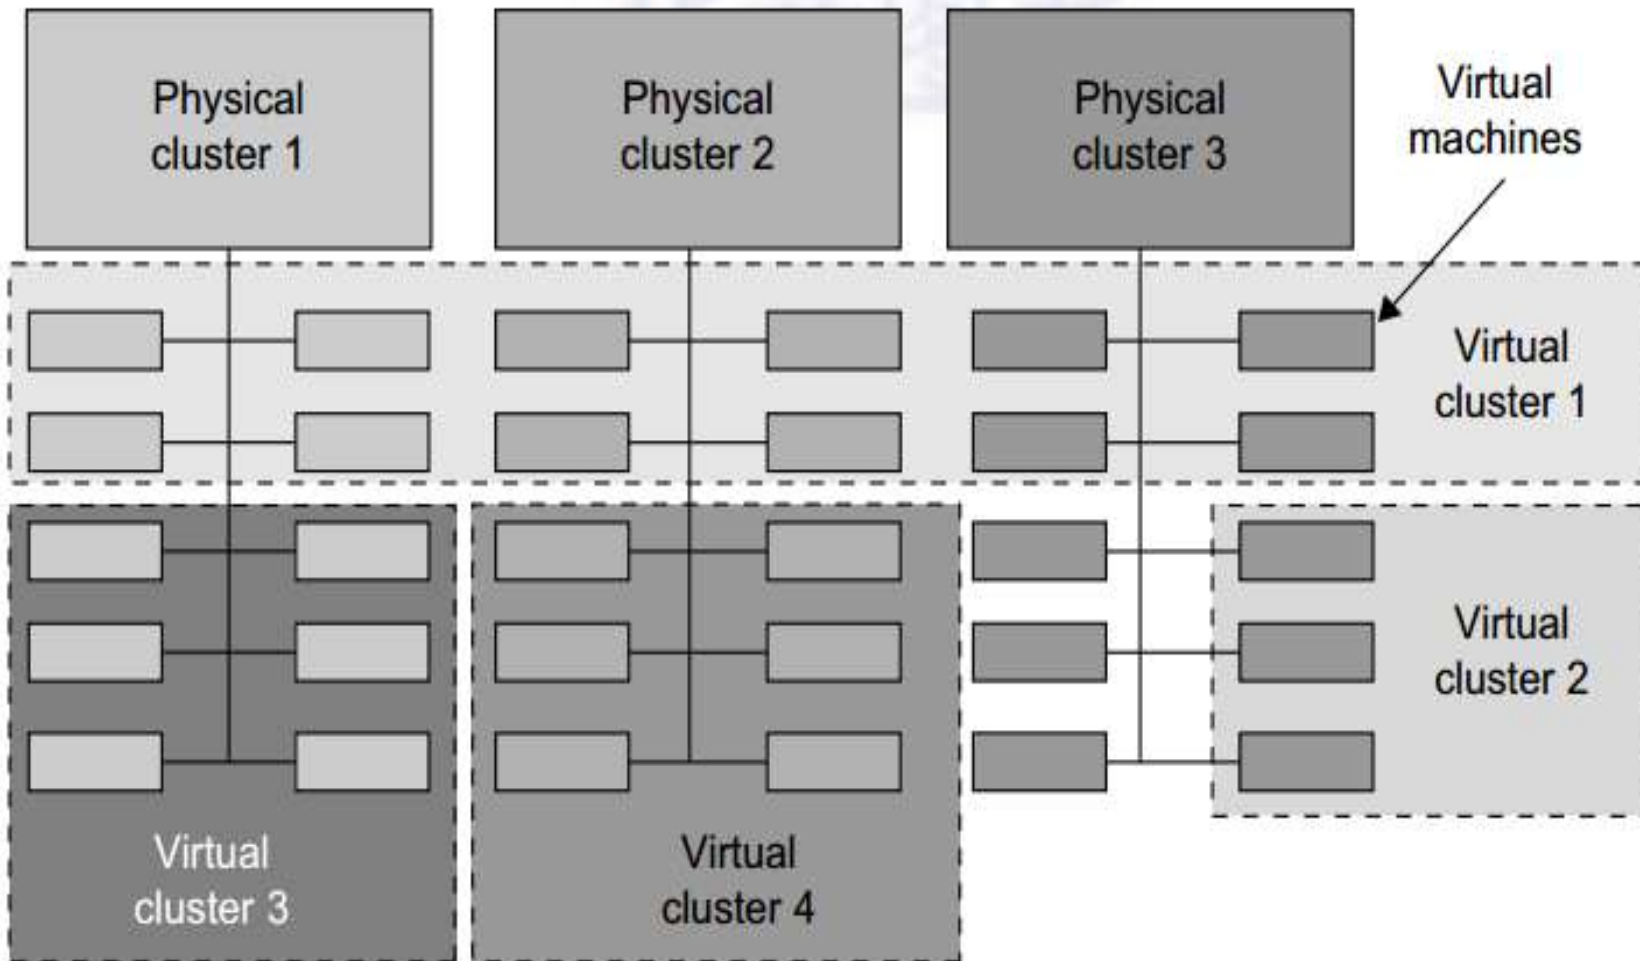 Physical
cluster 1
Physical
cluster 2
Physical
cluster 3
Virtual
machines
Virtual
cluster 1
Virtual
cluster 2
Virtual
cluster 3
Virtual
cluster 4